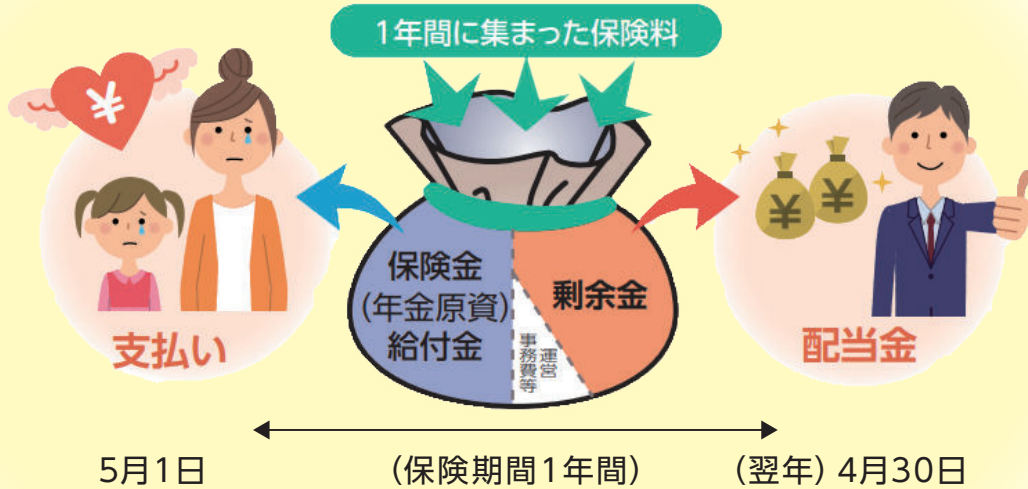 1年間に集まった保険料
¥
保険金
(年金原資)
給付金
剰余金
運営
事務費等
¥
¥
支払い
配当金
5月1日
(保険期間1年間)
(翌年) 4月30日